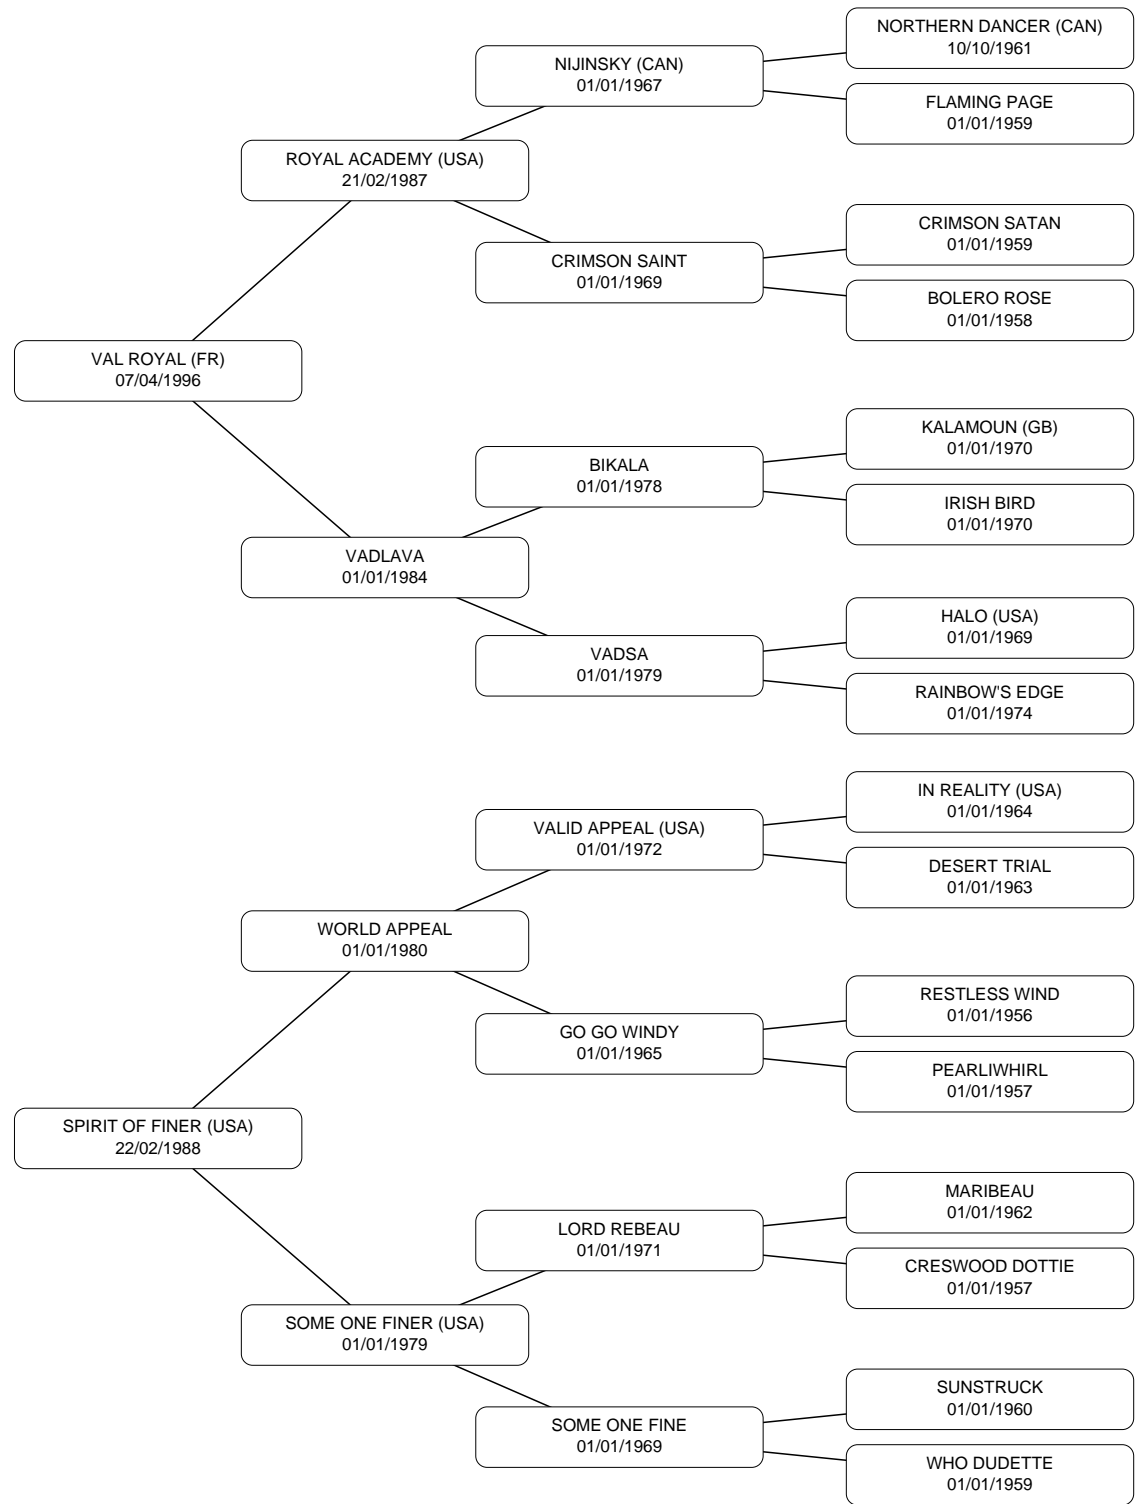 NORTHERN DANCER (CAN)
10/10/1961
NIJINSKY (CAN)
01/01/1967
FLAMING PAGE
01/01/1959
ROYAL ACADEMY (USA)
21/02/1987
CRIMSON SATAN
01/01/1959
CRIMSON SAINT
01/01/1969
BOLERO ROSE
01/01/1958
VAL ROYAL (FR)
07/04/1996
KALAMOUN (GB)
01/01/1970
BIKALA
01/01/1978
IRISH BIRD
01/01/1970
VADLAVA
01/01/1984
HALO (USA)
01/01/1969
VADSA
01/01/1979
RAINBOW'S EDGE
01/01/1974
IN REALITY (USA)
01/01/1964
VALID APPEAL (USA)
01/01/1972
DESERT TRIAL
01/01/1963
WORLD APPEAL
01/01/1980
RESTLESS WIND
01/01/1956
GO GO WINDY
01/01/1965
PEARLIWHIRL
01/01/1957
SPIRIT OF FINER (USA)
22/02/1988
MARIBEAU
01/01/1962
LORD REBEAU
01/01/1971
CRESWOOD DOTTIE
01/01/1957
SOME ONE FINER (USA)
01/01/1979
SUNSTRUCK
01/01/1960
SOME ONE FINE
01/01/1969
WHO DUDETTE
01/01/1959